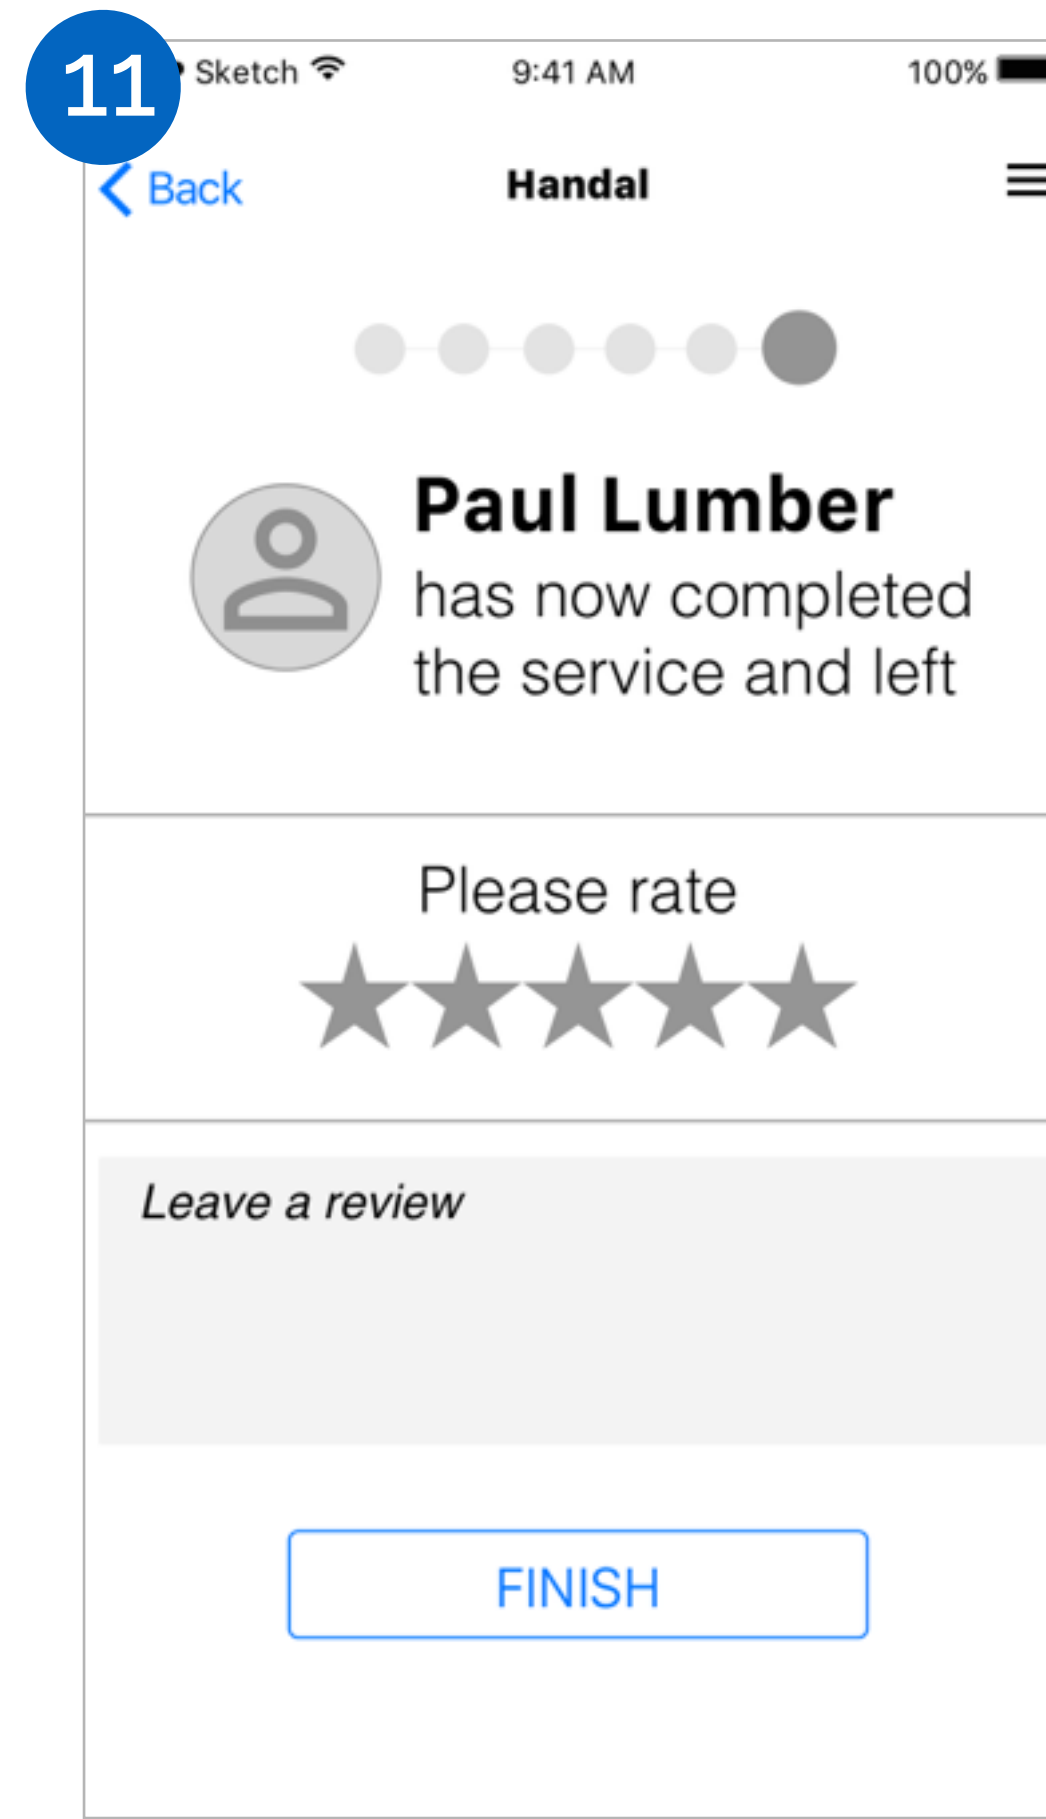 11
Sketch 9:41 AM 100%
Back Handal
Paul Lumber
has now completed
the service and left
Please rate
Leave a review
FINISH